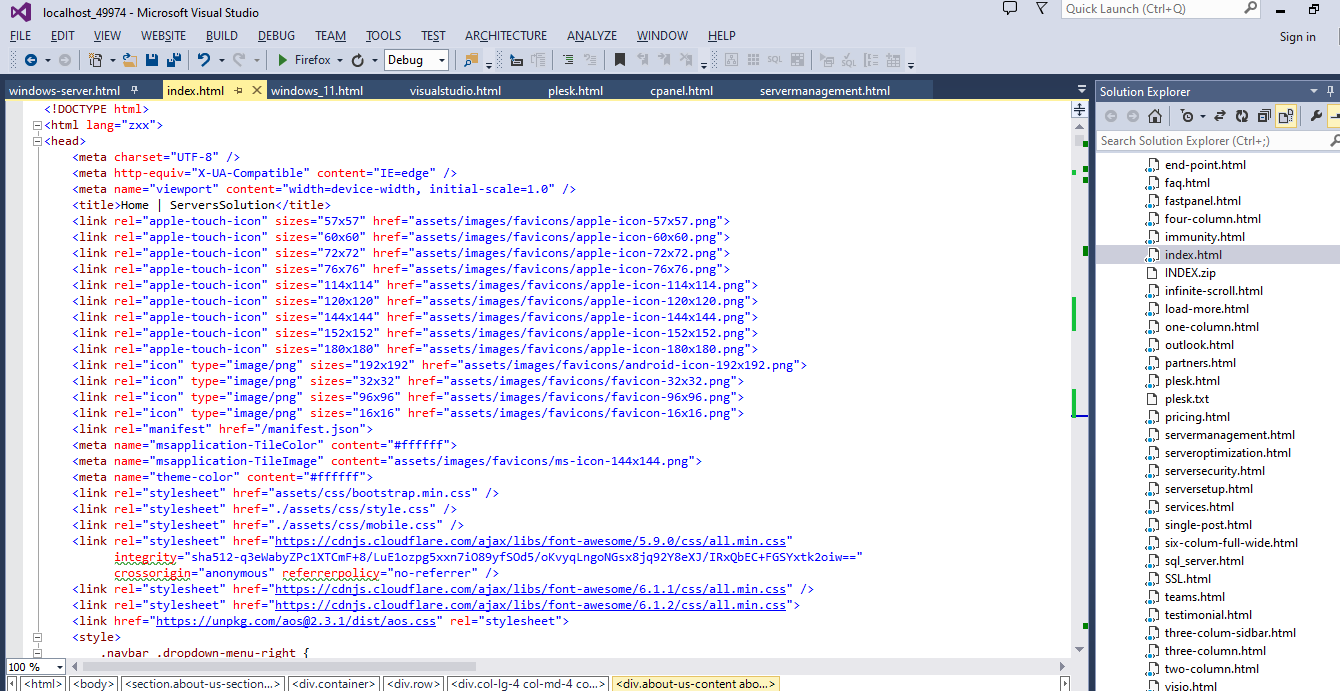 localhost_49974 - Microsoft Visual Studio
Quick Launch (Ctrl+Q)
FILE EDIT VIEW WEBSITE BUILD DEBUG TEAM TOOLS TEST ARCHITECTURE ANALYZE WINDOW HELP
Sign in
Firefox Debug
windows-server.html index.html windows_11.html visualstudio.html plesk.html cpanel.html servermanagement.html
<!DOCTYPE html>
<html lang="zxx">
<head>
<meta charset="UTF-8" />
<meta http-equiv="X-UA-Compatible" content="IE=edge" />
<meta name="viewport" content="width=device-width, initial-scale=1.0" />
<title>Home | ServersSolution</title>
<link rel="apple-touch-icon" sizes="57x57" href="assets/images/favicons/apple-icon-57x57.png">
<link rel="apple-touch-icon" sizes="60x60" href="assets/images/favicons/apple-icon-60x60.png">
<link rel="apple-touch-icon" sizes="72x72" href="assets/images/favicons/apple-icon-72x72.png">
<link rel="apple-touch-icon" sizes="76x76" href="assets/images/favicons/apple-icon-76x76.png">
<link rel="apple-touch-icon" sizes="114x114" href="assets/images/favicons/apple-icon-114x114.png">
<link rel="apple-touch-icon" sizes="120x120" href="assets/images/favicons/apple-icon-120x120.png">
<link rel="apple-touch-icon" sizes="144x144" href="assets/images/favicons/apple-icon-144x144.png">
<link rel="apple-touch-icon" sizes="152x152" href="assets/images/favicons/apple-icon-152x152.png">
<link rel="apple-touch-icon" sizes="180x180" href="assets/images/favicons/apple-icon-180x180.png">
<link rel="icon" type="image/png" sizes="192x192" href="assets/images/favicons/android-icon-192x192.png">
<link rel="icon" type="image/png" sizes="32x32" href="assets/images/favicons/favicon-32x32.png">
<link rel="icon" type="image/png" sizes="96x96" href="assets/images/favicons/favicon-96x96.png">
<link rel="icon" type="image/png" sizes="16x16" href="assets/images/favicons/favicon-16x16.png">
<link rel="manifest" href="/manifest.json">
<meta name="msapplication-TileColor" content="#ffffff">
<meta name="msapplication-TileImage" content="assets/images/favicons/ms-icon-144x144.png">
<meta name="theme-color" content="#ffffff">
<link rel="stylesheet" href="assets/css/bootstrap.min.css" />
<link rel="stylesheet" href="./assets/css/style.css" />
<link rel="stylesheet" href="./assets/css/mobile.css" />
<link rel="stylesheet" href="https://cdnjs.cloudflare.com/ajax/libs/font-awesome/5.9.0/css/all.min.css"
integrity="sha512-q3eWabyZPc1XTCmF+8/LuE1ozpg5xxn7iO89yfSOd5/oKvyqLngoNGsx8jq92Y8eXJ/IRxQbEC+FGSYxtk2oiw=="
crossorigin="anonymous" referrerpolicy="no-referrer" />
<link rel="stylesheet" href="https://cdnjs.cloudflare.com/ajax/libs/font-awesome/6.1.1/css/all.min.css" />
<link rel="stylesheet" href="https://cdnjs.cloudflare.com/ajax/libs/font-awesome/6.1.2/css/all.min.css">
<link href="https://unpkg.com/aos@2.3.1/dist/aos.css" rel="stylesheet">
<style>
.navbar .dropdown-menu-right {
100 %
<html> <body> <section.about-us-section...> <div.container> <div.row> <div.col-lg-4 col-md-4 co...> <div.about-us-content abo...>
Solution Explorer
Search Solution Explorer (Ctrl+;)
end-point.html
faq.html
fastpanel.html
four-column.html
immunity.html
index.html
INDEX.zip
infinite-scroll.html
load-more.html
one-column.html
outlook.html
partners.html
plesk.html
plesk.txt
pricing.html
servermanagement.html
serveroptimization.html
serversecurity.html
serversetup.html
services.html
single-post.html
six-colum-full-wide.html
sql_server.html
SSL.html
teams.html
testimonial.html
three-colum-sidbar.html
three-column.html
two-column.html
visio.html